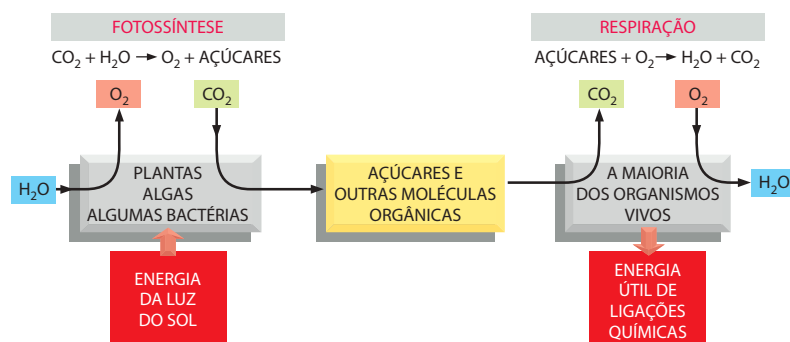 FOTOSSÍNTESE
CO₂ + H₂O → O₂ + AÇÚCARES
O₂
CO₂
H₂O
PLANTAS
ALGAS
ALGUMAS BACTÉRIAS
ENERGIA
DA LUZ
DO SOL
AÇÚCARES E
OUTRAS MOLÉCULAS
ORGÂNICAS
RESPIRAÇÃO
AÇÚCARES + O₂ → H₂O + CO₂
CO₂
O₂
A MAIORIA
DOS ORGANISMOS
VIVOS
H₂O
ENERGIA
ÚTIL DE
LIGAÇÕES
QUÍMICAS